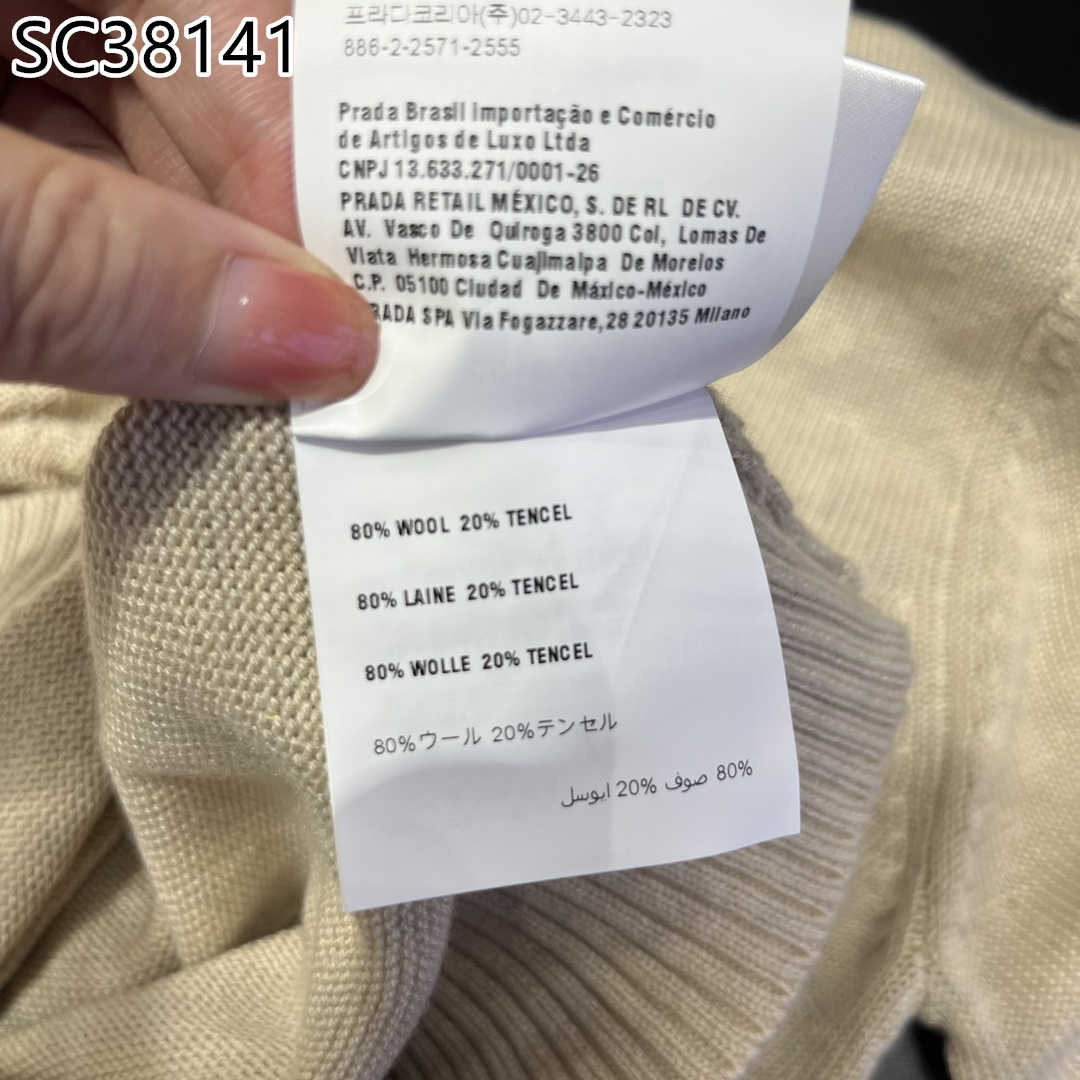 SC38141
프라다코리아(주)02-3443-2323
886-2-2571-2555
Prada Brasil Importação e Comércio
de Artigos de Luxo Ltda
CNPJ 13.633.271/0001-26
PRADA RETAIL MÉXICO, S. DE RL DE CV.
AV. Vasco De Quiroga 3800 Col, Lomas De
Vlata Hermosa Cuajlmalpa De Morelos
C.P. 05100 Cludad De Máxlco-México
RADA SPA Via Fogazzare,28 20135 Milano
80% WOOL 20% TENCEL
80% LAINE 20% TENCEL
80% WOLLE 20% TENCEL
80%ウール 20%テンセル
80% صوف 20% ايوسل